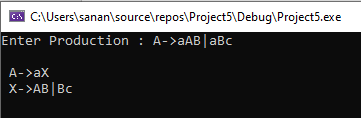 C:\Users\sanan\source\repos\Project5\Debug\Project5.exe
Enter Production : A->aAB|aBc
A->aX
X->AB|Bc